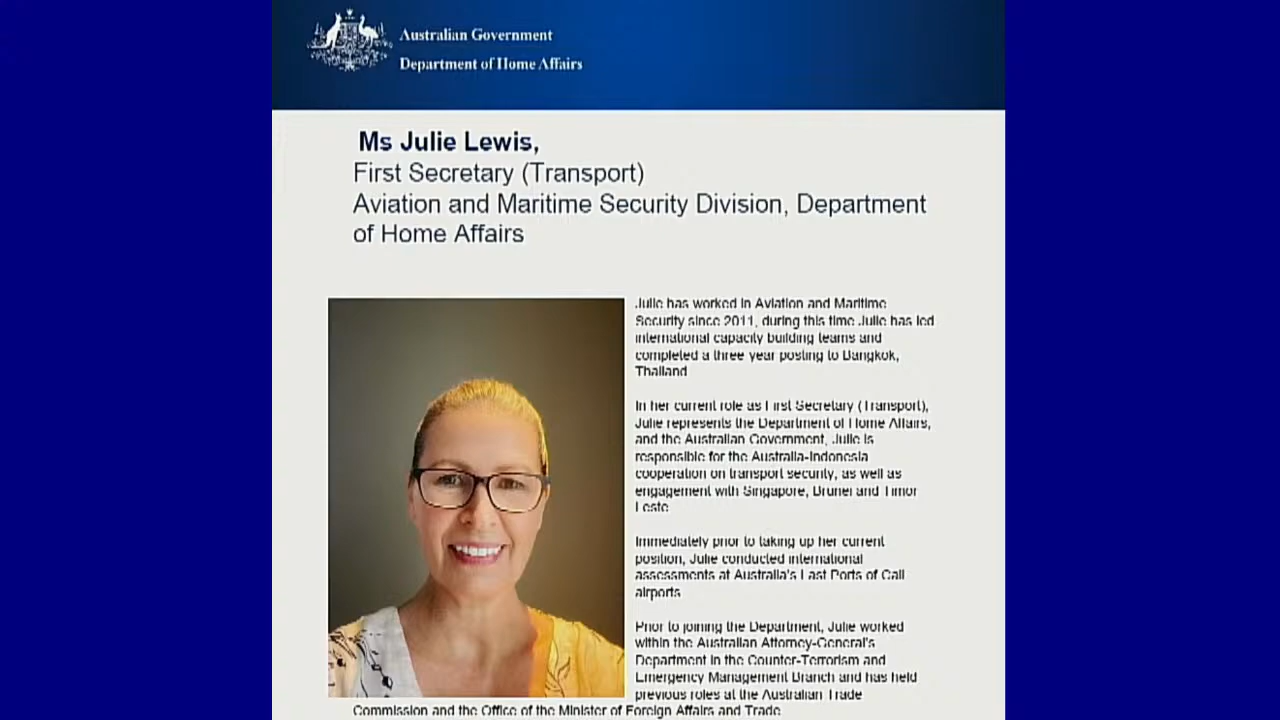 Australian Government
Department of Home Affairs
Ms Julie Lewis,
First Secretary (Transport)
Aviation and Maritime Security Division, Department
of Home Affairs
Julie has worked in Aviation and Maritime
Security since 2011, during this time Julie has led
international capacity building teams and
completed a three year posting to Bangkok,
Thailand
In her current role as First Secretary (Transport),
Julie represents the Department of Home Affairs,
and the Australian Government, Julie is
responsible for the Australia-Indonesia
cooperation on transport security, as well as
engagement with Singapore, Brunei and Timor
Leste
Immediately prior to taking up her current
position, Julie conducted international
assessments at Australia's Last Ports of Call
airports
Prior to joining the Department, Julie worked
within the Australian Attorney-General's
Department in the Counter-Terrorism and
Emergency Management Branch and has held
previous roles at the Australian Trade
Commission and the Office of the Minister of Foreign Affairs and Trade